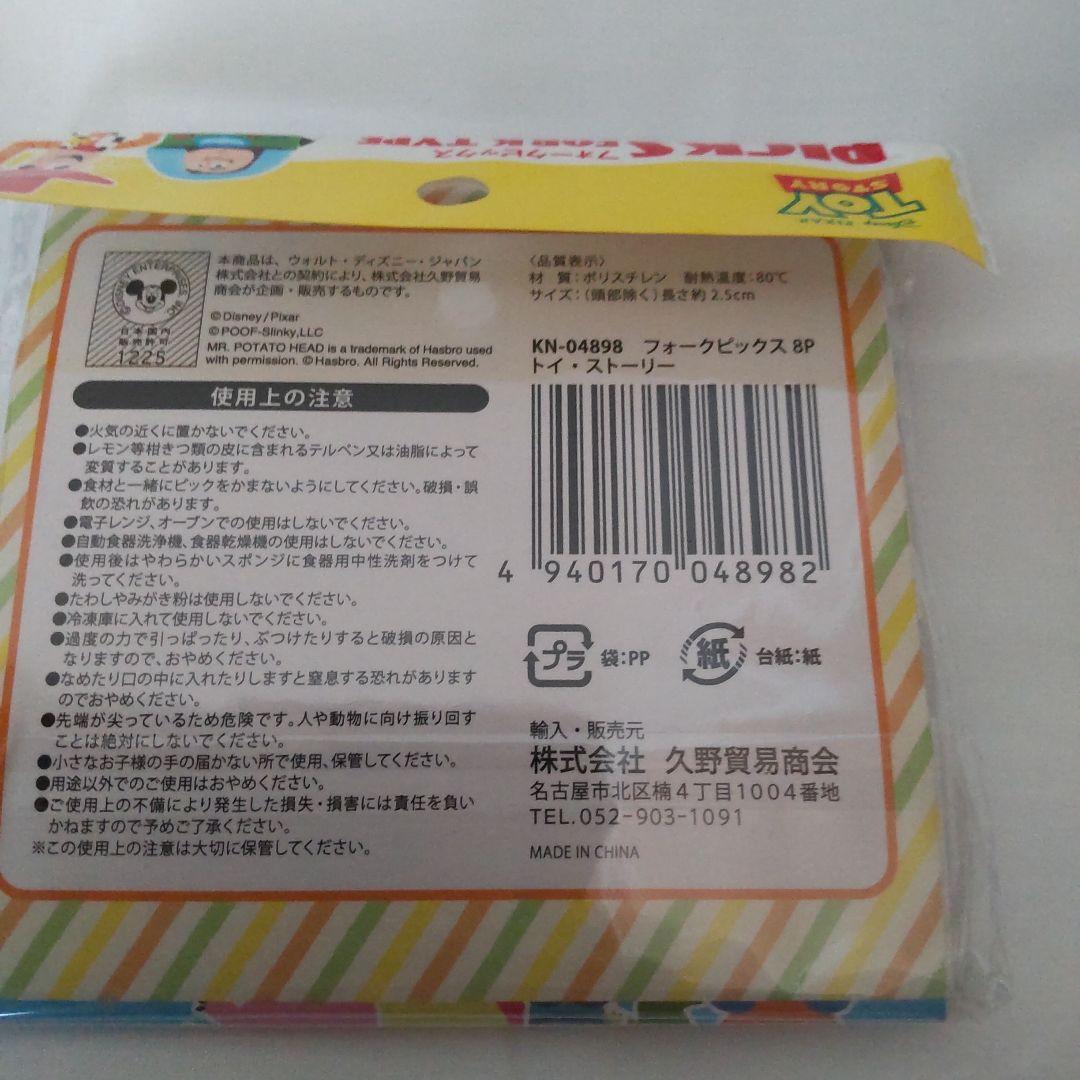 PICK
フォークピックス
FORK TYPE
Disney PIXAR
TOY
STORY
©DISNEY ENTERPRISES INC
日本国内
販売許可
1225
本商品は、ウォルト・ディズニー・ジャパン
株式会社との契約により、株式会社久野貿易
商会が企画・販売するものです。
©Disney/Pixar
©POOF-Slinky,LLC
MR. POTATO HEAD is a trademark of Hasbro used
with permission. ©Hasbro. All Rights Reserved.
使用上の注意
●火気の近くに置かないでください。
●レモン等柑きつ類の皮に含まれるテルペン又は油脂によって
変質することがあります。
●食材と一緒にピックをかまないようにしてください。破損・誤
飲の恐れがあります。
●電子レンジ、オーブンでの使用はしないでください。
●自動食器洗浄機、食器乾燥機の使用はしないでください。
●使用後はやわらかいスポンジに食器用中性洗剤をつけて
洗ってください。
●たわしやみがき粉は使用しないでください。
●冷凍庫に入れて使用しないでください。
●過度の力で引っぱったり、ぶつけたりすると破損の原因と
なりますので、おやめください。
●なめたり口の中に入れたりしますと窒息する恐れがあります
のでおやめください。
●先端が尖っているため危険です。人や動物に向け振り回す
ことは絶対にしないでください。
●小さなお子様の手の届かない所で使用、保管してください。
●用途以外でのご使用はおやめください。
●ご使用上の不備により発生した損失・損害には責任を負い
かねますので予めご了承ください。
※この使用上の注意は大切に保管してください。
〈品質表示〉
材 質:ポリスチレン 耐熱温度:80℃
サイズ:(頭部除く)長さ約2.5cm
KN-04898 フォークピックス 8P
トイ・ストーリー
4 940170 048982
プラ 袋:PP
紙 台紙:紙
輸入・販売元
株式会社 久野貿易商会
名古屋市北区楠4丁目1004番地
TEL.052-903-1091
MADE IN CHINA